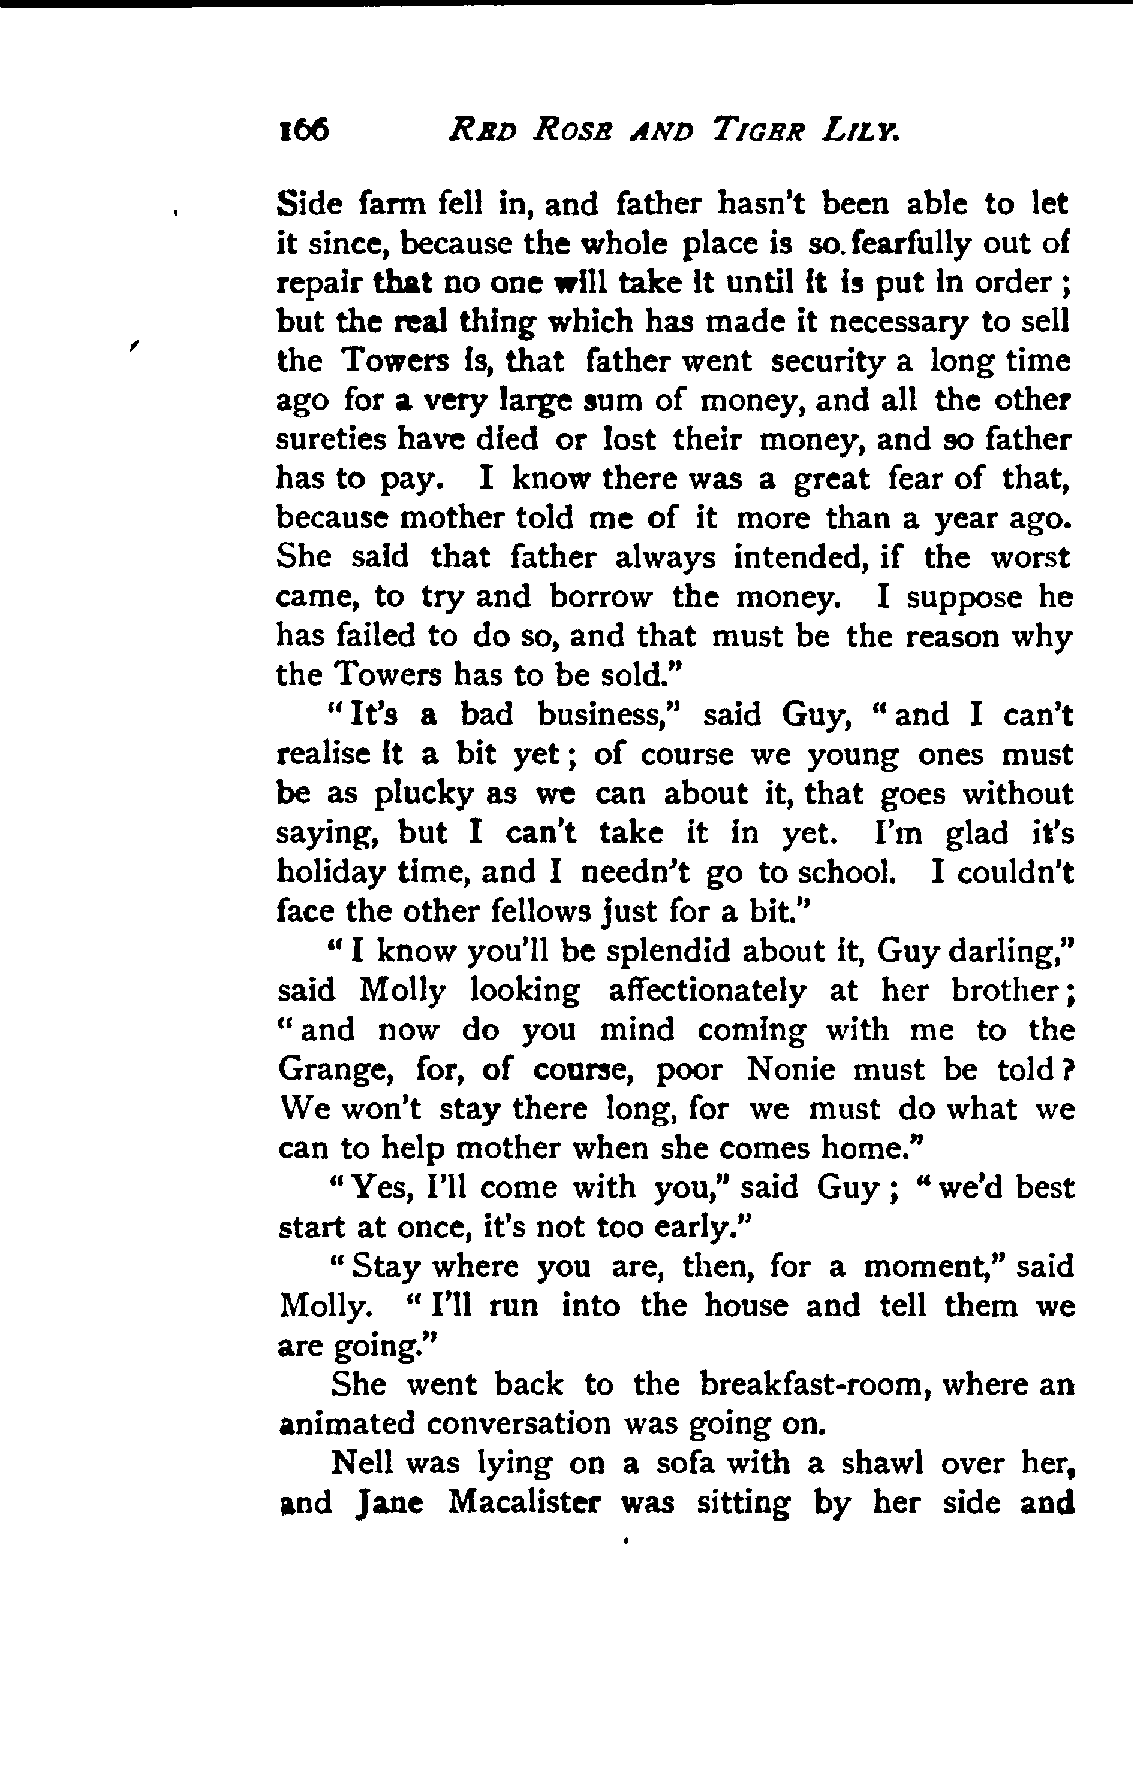 166 RED ROSE AND TIGER LILY.
Side farm fell in, and father hasn't been able to let
it since, because the whole place is so fearfully out of
repair that no one will take it until it is put in order ;
but the real thing which has made it necessary to sell
the Towers is, that father went security a long time
ago for a very large sum of money, and all the other
sureties have died or lost their money, and so father
has to pay. I know there was a great fear of that,
because mother told me of it more than a year ago.
She said that father always intended, if the worst
came, to try and borrow the money. I suppose he
has failed to do so, and that must be the reason why
the Towers has to be sold."
"It's a bad business," said Guy, "and I can't
realise it a bit yet ; of course we young ones must
be as plucky as we can about it, that goes without
saying, but I can't take it in yet. I'm glad it's
holiday time, and I needn't go to school. I couldn't
face the other fellows just for a bit."
"I know you'll be splendid about it, Guy darling,"
said Molly looking affectionately at her brother ;
"and now do you mind coming with me to the
Grange, for, of course, poor Nonie must be told ?
We won't stay there long, for we must do what we
can to help mother when she comes home."
"Yes, I'll come with you," said Guy ; "we'd best
start at once, it's not too early."
"Stay where you are, then, for a moment," said
Molly. "I'll run into the house and tell them we
are going."
She went back to the breakfast-room, where an
animated conversation was going on.
Nell was lying on a sofa with a shawl over her,
and Jane Macalister was sitting by her side and